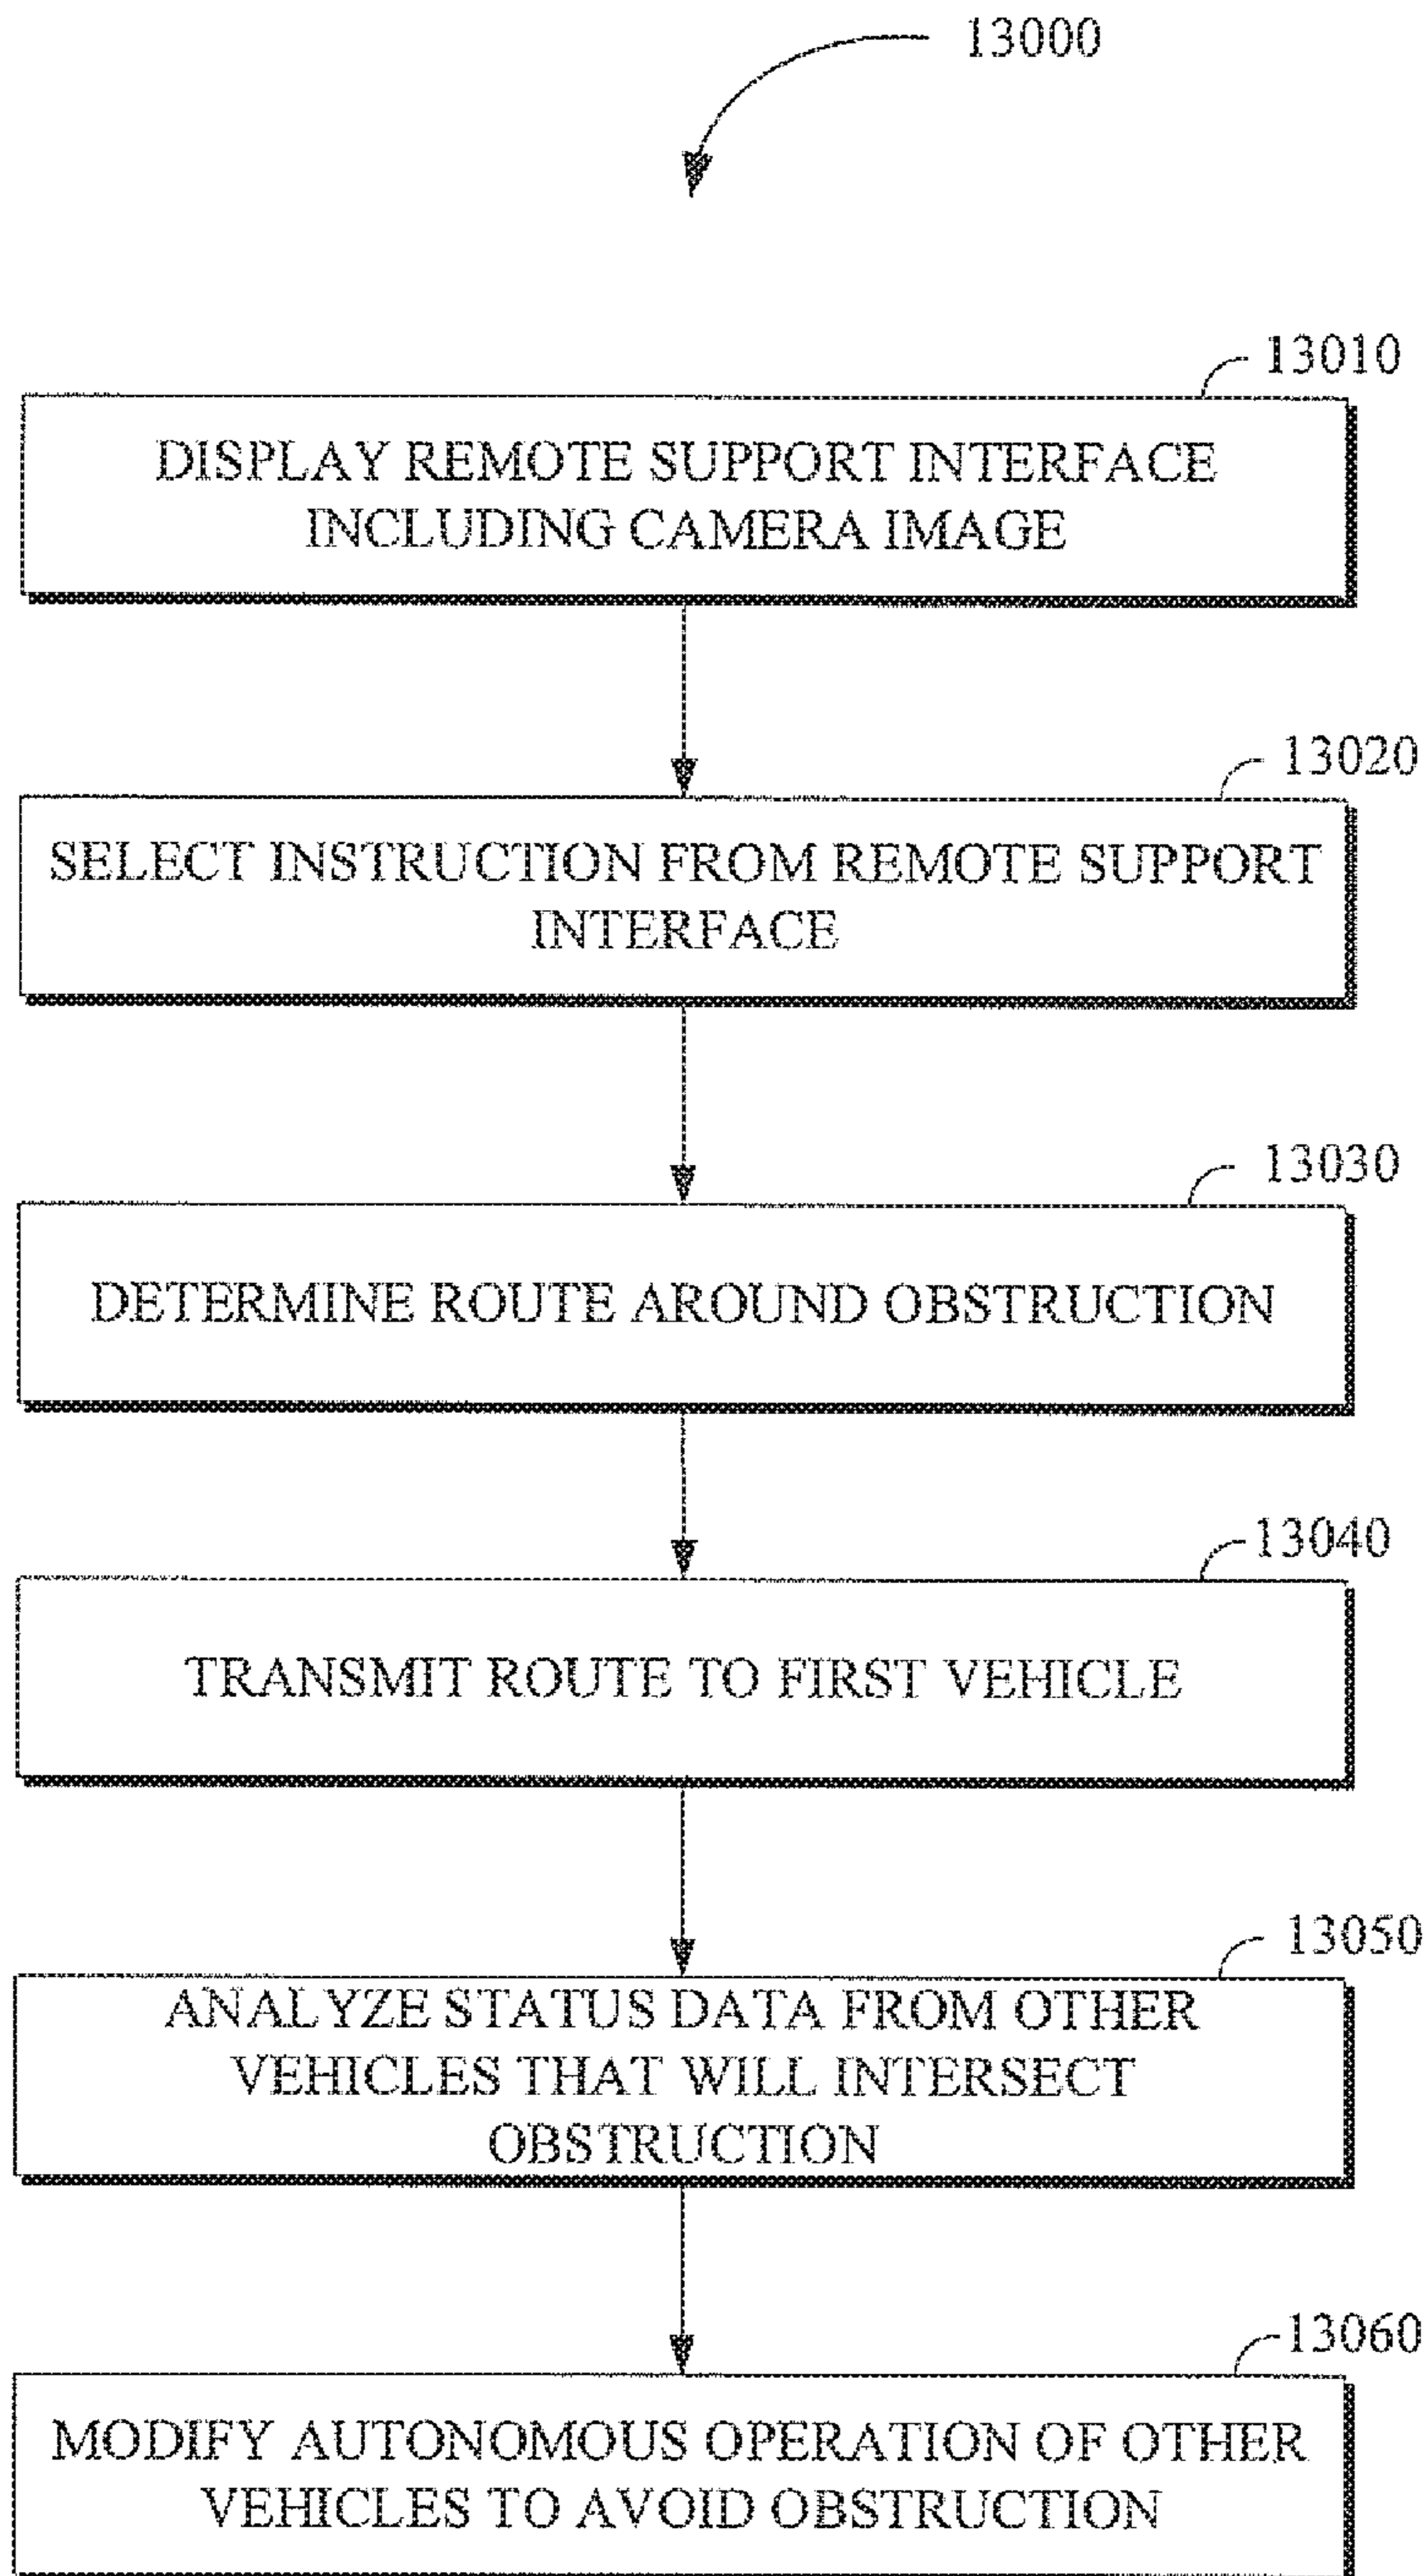 13000
13010
DISPLAY REMOTE SUPPORT INTERFACE
INCLUDING CAMERA IMAGE
13020
SELECT INSTRUCTION FROM REMOTE SUPPORT
INTERFACE
13030
DETERMINE ROUTE AROUND OBSTRUCTION
13040
TRANSMIT ROUTE TO FIRST VEHICLE
13050
ANALYZE STATUS DATA FROM OTHER
VEHICLES THAT WILL INTERSECT
OBSTRUCTION
13060
MODIFY AUTONOMOUS OPERATION OF OTHER
VEHICLES TO AVOID OBSTRUCTION